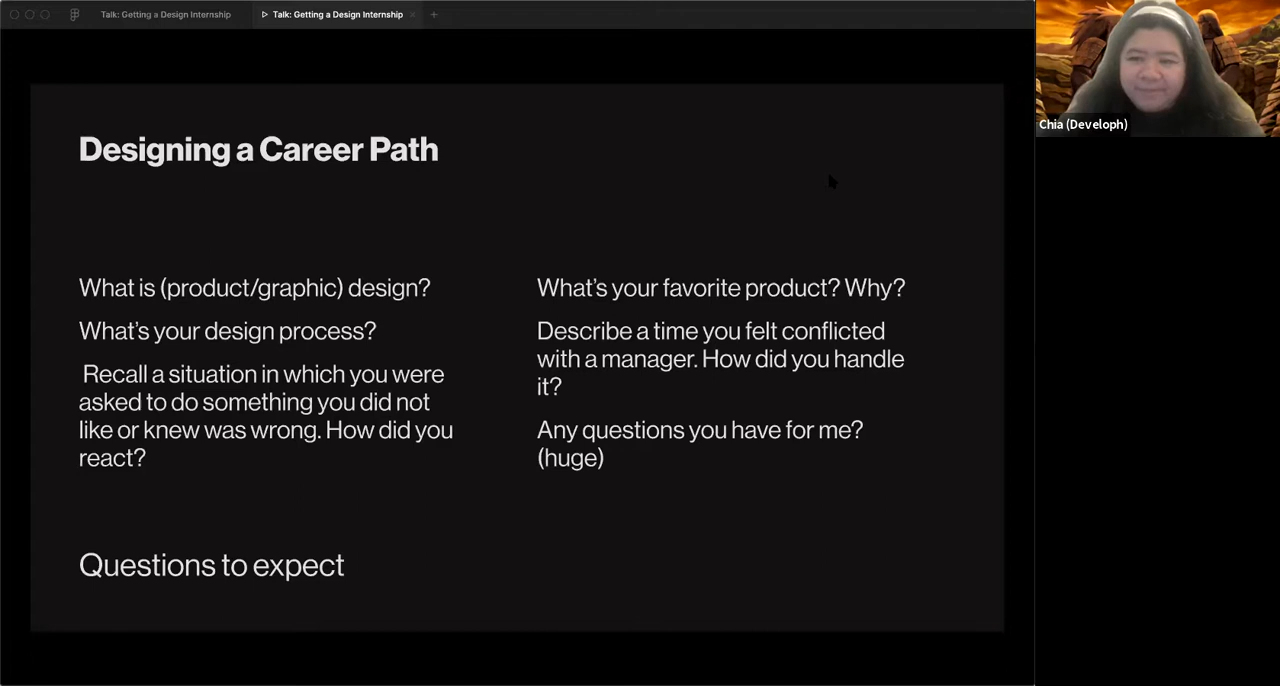 Talk: Getting a Design Internship
Talk: Getting a Design Internship
Chia (Developh)
Designing a Career Path
What is (product/graphic) design?
What's your design process?
Recall a situation in which you were
asked to do something you did not
like or knew was wrong. How did you
react?
What's your favorite product? Why?
Describe a time you felt conflicted
with a manager. How did you handle
it?
Any questions you have for me?
(huge)
Questions to expect